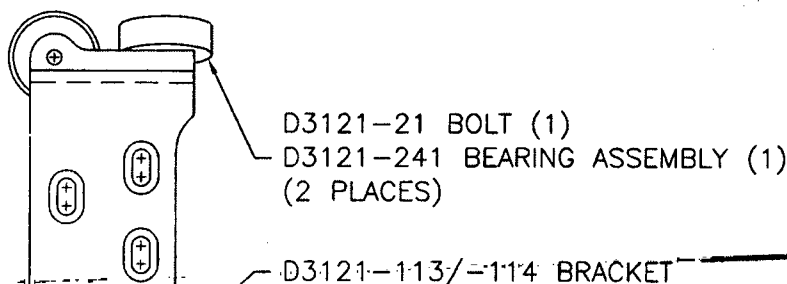 D3121-21 BOLT (1)
D3121-241 BEARING ASSEMBLY (1)
(2 PLACES)
D3121-113/-114 BRACKET